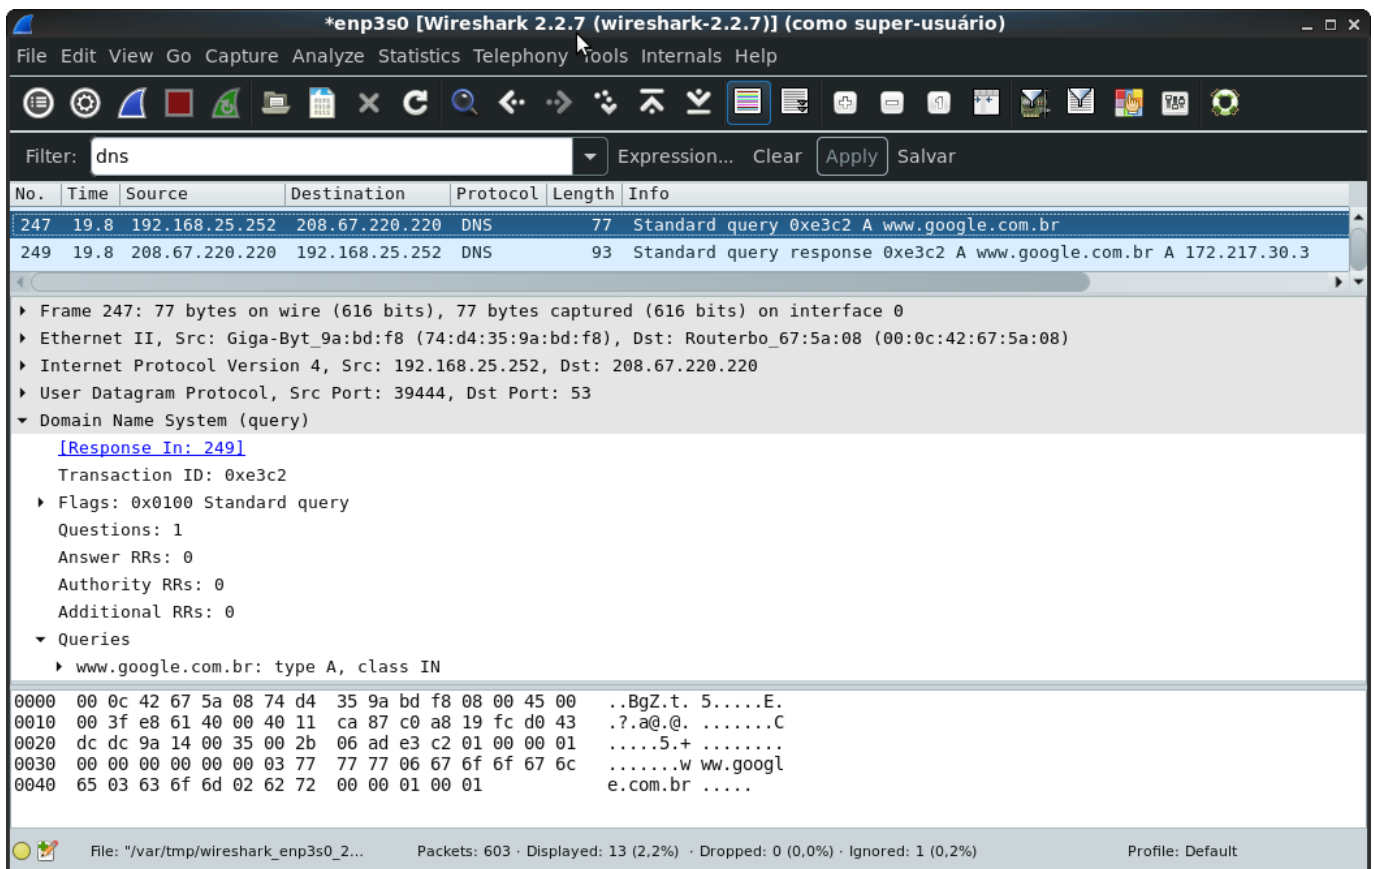 *enp3s0 [Wireshark 2.2.7 (wireshark-2.2.7)] (como super-usuário)
File Edit View Go Capture Analyze Statistics Telephony Tools Internals Help
Filter: dns Expression... Clear Apply Salvar
No. Time Source Destination Protocol Length Info
247 19.8 192.168.25.252 208.67.220.220 DNS 77 Standard query 0xe3c2 A www.google.com.br
249 19.8 208.67.220.220 192.168.25.252 DNS 93 Standard query response 0xe3c2 A www.google.com.br A 172.217.30.3
Frame 247: 77 bytes on wire (616 bits), 77 bytes captured (616 bits) on interface 0
Ethernet II, Src: Giga-Byt_9a:bd:f8 (74:d4:35:9a:bd:f8), Dst: Routerbo_67:5a:08 (00:0c:42:67:5a:08)
Internet Protocol Version 4, Src: 192.168.25.252, Dst: 208.67.220.220
User Datagram Protocol, Src Port: 39444, Dst Port: 53
Domain Name System (query)
[Response In: 249]
Transaction ID: 0xe3c2
Flags: 0x0100 Standard query
Questions: 1
Answer RRs: 0
Authority RRs: 0
Additional RRs: 0
Queries
www.google.com.br: type A, class IN
0000 00 0c 42 67 5a 08 74 d4 35 9a bd f8 08 00 45 00 ..BgZ.t. 5.....E.
0010 00 3f e8 61 40 00 40 11 ca 87 c0 a8 19 fc d0 43 .?.a@.@. .......C
0020 dc dc 9a 14 00 35 00 2b 06 ad e3 c2 01 00 00 01 .....5.+ ........
0030 00 00 00 00 00 00 03 77 77 77 06 67 6f 6f 67 6c .......w ww.googl
0040 65 03 63 6f 6d 02 62 72 00 00 01 00 01 e.com.br .....
File: "/var/tmp/wireshark_enp3s0_2... Packets: 603 · Displayed: 13 (2,2%) · Dropped: 0 (0,0%) · Ignored: 1 (0,2%) Profile: Default